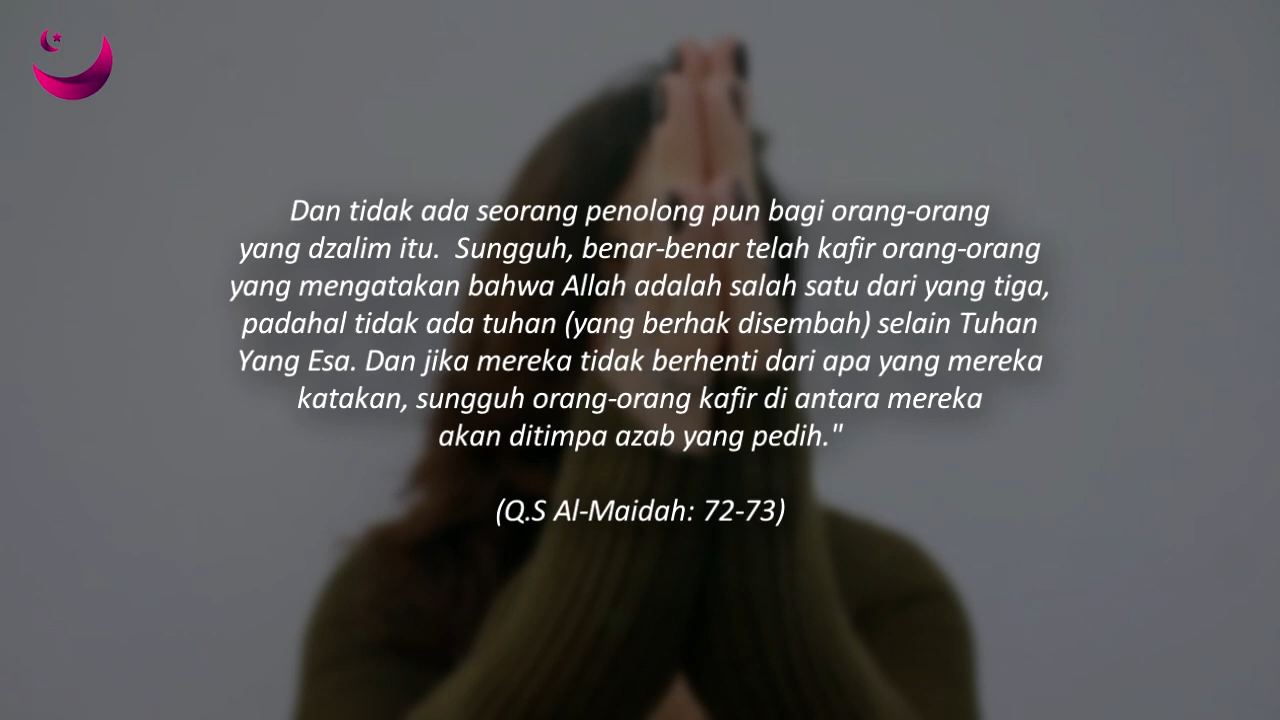 Dan tidak ada seorang penolong pun bagi orang-orang
yang dzalim itu.  Sungguh, benar-benar telah kafir orang-orang
yang mengatakan bahwa Allah adalah salah satu dari yang tiga,
padahal tidak ada tuhan (yang berhak disembah) selain Tuhan
Yang Esa. Dan jika mereka tidak berhenti dari apa yang mereka
katakan, sungguh orang-orang kafir di antara mereka
akan ditimpa azab yang pedih."
(Q.S Al-Maidah: 72-73)